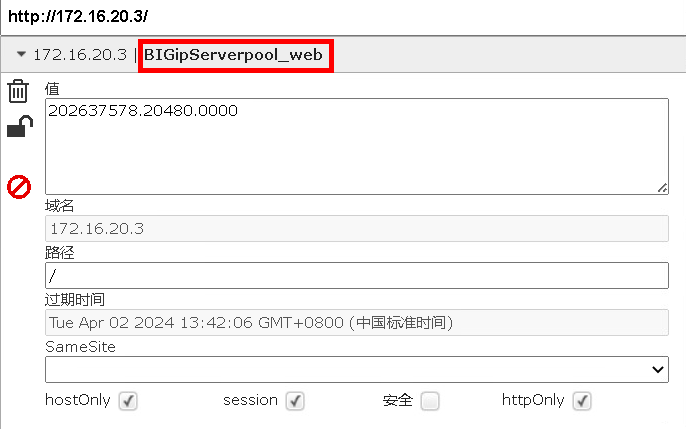 http://172.16.20.3/
172.16.20.3 | BIGipServerpool_web
值
202637578.20480.0000
域名
172.16.20.3
路径
/
过期时间
Tue Apr 02 2024 13:42:06 GMT+0800 (中国标准时间)
SameSite
hostOnly session 安全 httpOnly